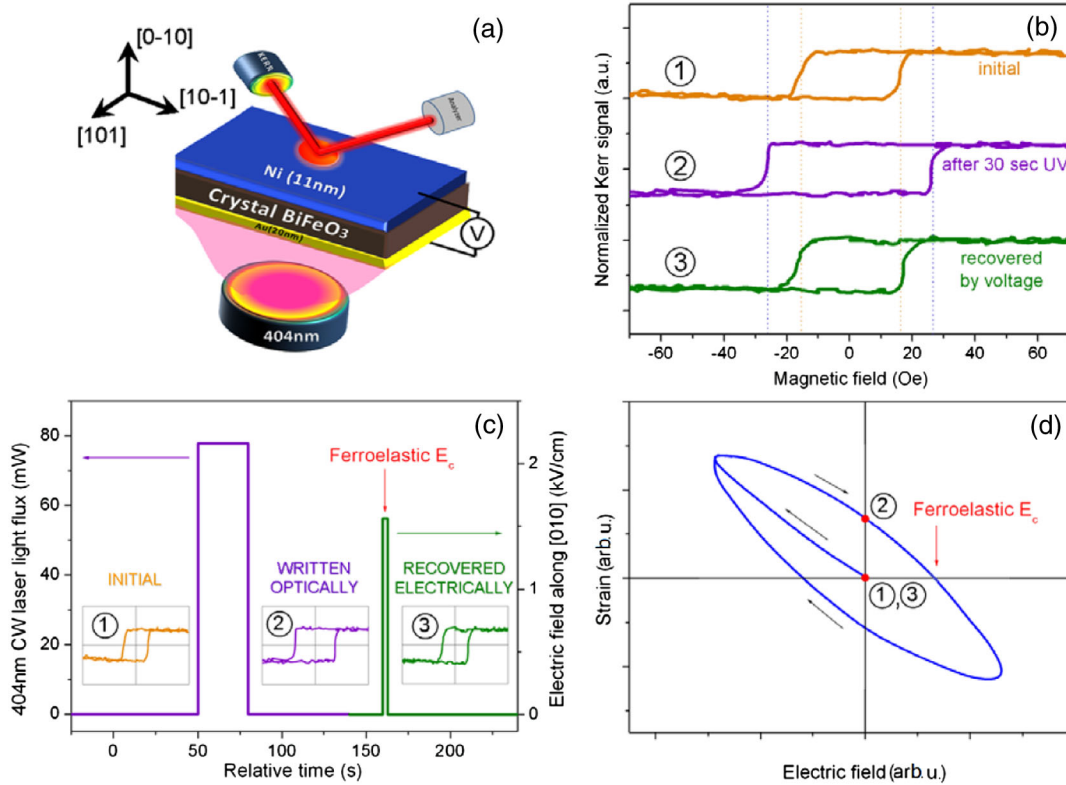 (a)
[0-10]
[10-1]
[101]
KERR
Analyzer
Ni (11nm)
Crystal BiFeO3
Au(20nm)
V
404nm
(b)
Normalized Kerr signal (a.u.)
1
initial
2
after 30 sec UV
3
recovered
by voltage
-60 -40 -20 0 20 40 60
Magnetic field (Oe)
(c)
404nm CW laser light flux (mW)
80
60
40
20
0
Ferroelastic Ec
INITIAL
WRITTEN
OPTICALLY
RECOVERED
ELECTRICALLY
1
2
3
2
1
0
Electric field along [010] (kV/cm)
0 50 100 150 200
Relative time (s)
(d)
Strain (arb.u.)
2
Ferroelastic Ec
1,3
Electric field (arb.u.)